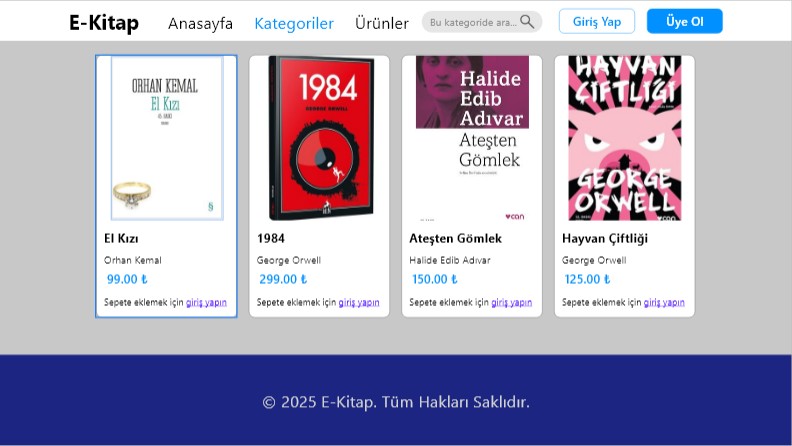 E-Kitap
Anasayfa
Kategoriler
Ürünler
Bu kategoride ara...
Giriş Yap
Üye Ol
ORHAN KEMAL
El Kızı
1984
GEORGE ORWELL
Halide
Edib
Adıvar
Ateşten
Gömlek
can
HAYVAN
ÇİFTLİĞİ
GEORGE
ORWELL
can
El Kızı
Orhan Kemal
99.00 ₺
Sepete eklemek için giriş yapın
1984
George Orwell
299.00 ₺
Sepete eklemek için giriş yapın
Ateşten Gömlek
Halide Edib Adıvar
150.00 ₺
Sepete eklemek için giriş yapın
Hayvan Çiftliği
George Orwell
125.00 ₺
Sepete eklemek için giriş yapın
© 2025 E-Kitap. Tüm Hakları Saklıdır.